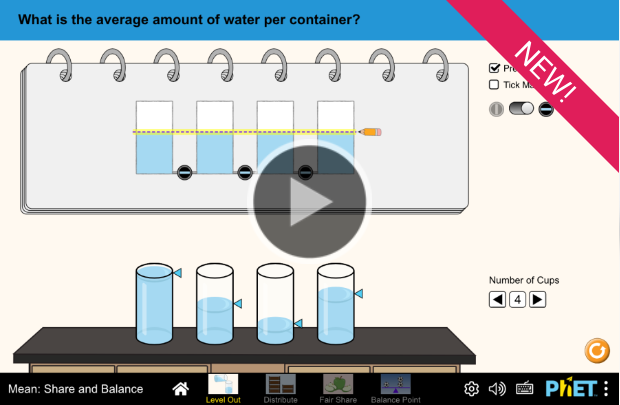 What is the average amount of water per container?
NEW!
Pre
Tick Ma
Number of Cups
4
Mean: Share and Balance
Level Out
Distribute
Fair Share
Balance Point
PhET